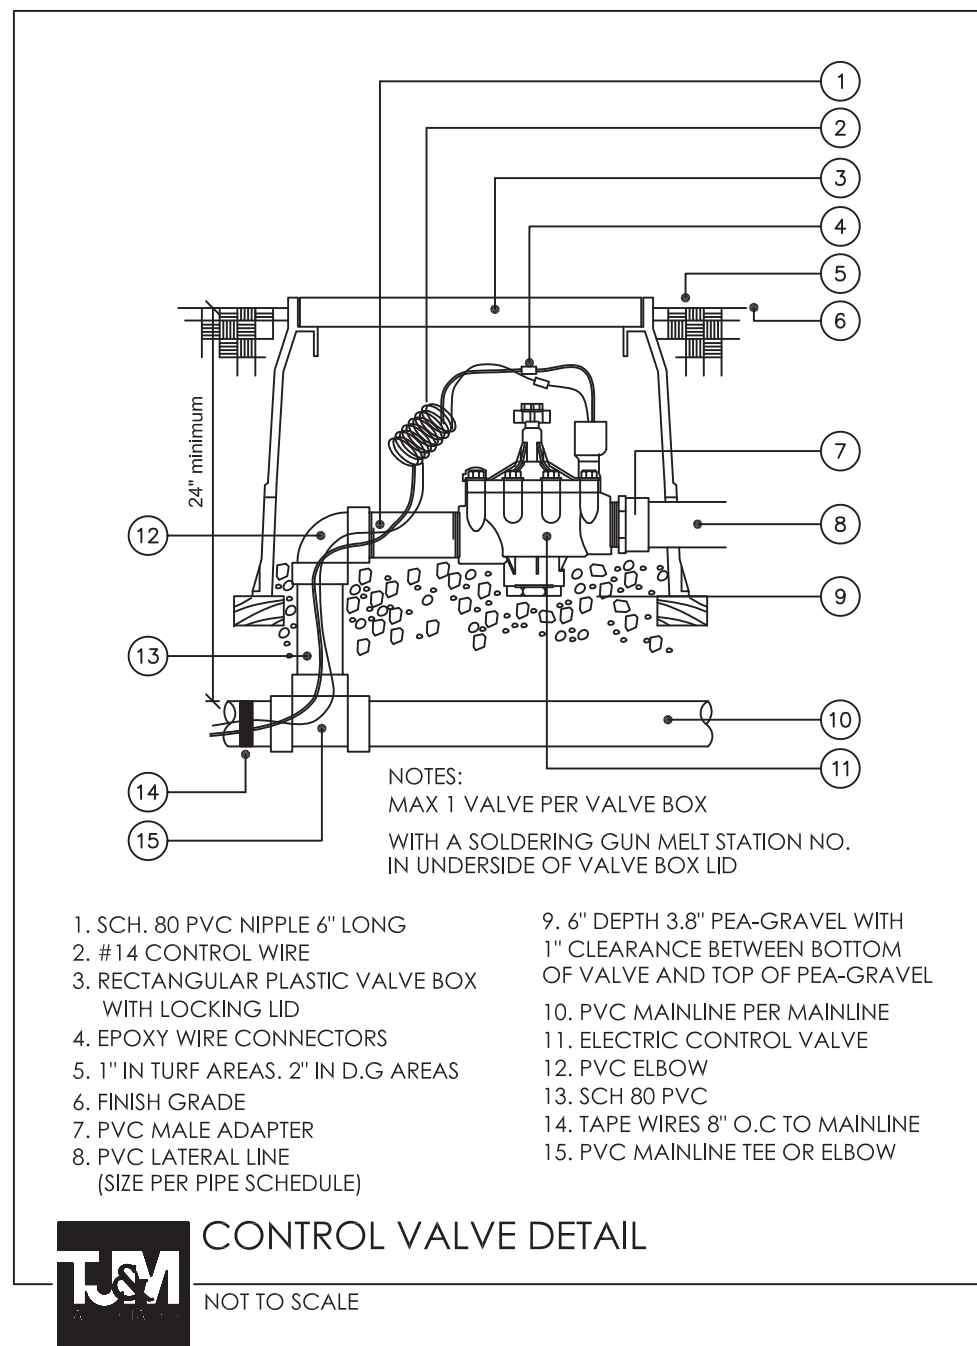 1
2
3
4
5
6
24" minimum
7
12
8
9
13
10
11
14
15
NOTES:
MAX 1 VALVE PER VALVE BOX
WITH A SOLDERING GUN MELT STATION NO.
IN UNDERSIDE OF VALVE BOX LID
1. SCH. 80 PVC NIPPLE 6" LONG
2. #14 CONTROL WIRE
3. RECTANGULAR PLASTIC VALVE BOX
WITH LOCKING LID
4. EPOXY WIRE CONNECTORS
5. 1" IN TURF AREAS. 2" IN D.G AREAS
6. FINISH GRADE
7. PVC MALE ADAPTER
8. PVC LATERAL LINE
(SIZE PER PIPE SCHEDULE)
9. 6" DEPTH 3.8" PEA-GRAVEL WITH
1" CLEARANCE BETWEEN BOTTOM
OF VALVE AND TOP OF PEA-GRAVEL
10. PVC MAINLINE PER MAINLINE
11. ELECTRIC CONTROL VALVE
12. PVC ELBOW
13. SCH 80 PVC
14. TAPE WIRES 8" O.C TO MAINLINE
15. PVC MAINLINE TEE OR ELBOW
CONTROL VALVE DETAIL
TJ&M
NOT TO SCALE